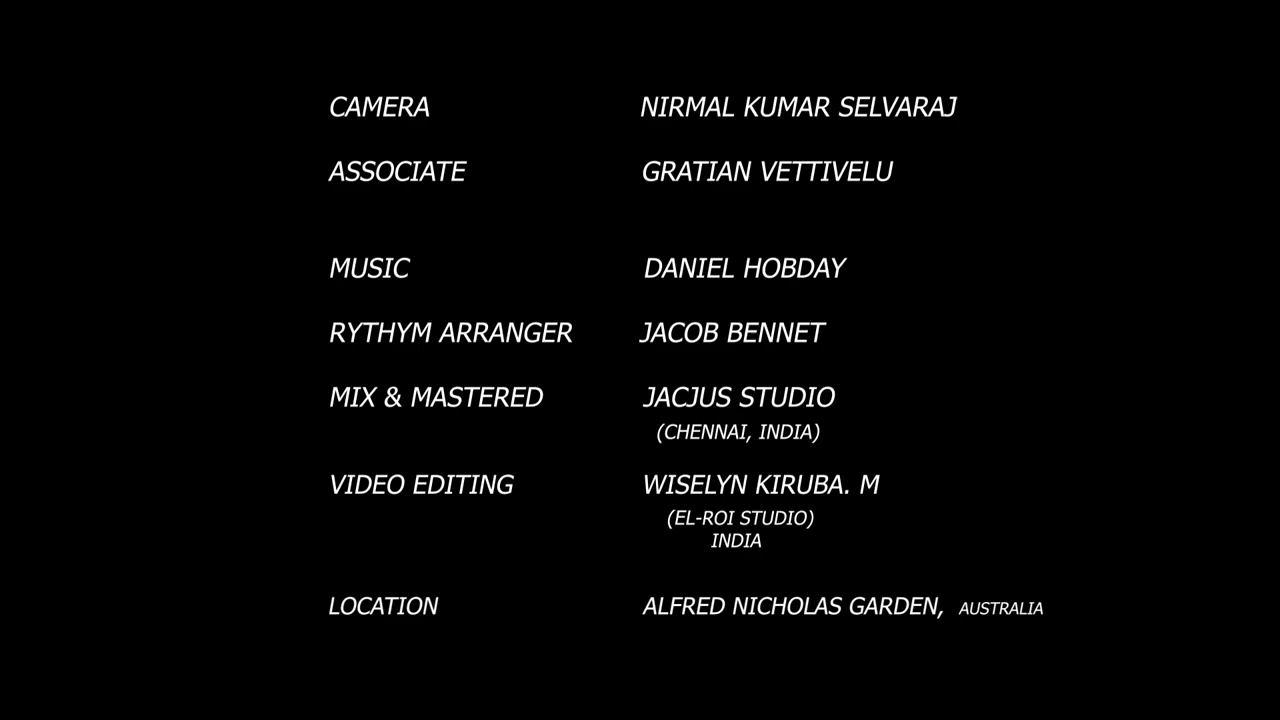 CAMERA NIRMAL KUMAR SELVARAJ
ASSOCIATE GRATIAN VETTIVELU
MUSIC DANIEL HOBDAY
RYTHYM ARRANGER JACOB BENNET
MIX & MASTERED JACJUS STUDIO
(CHENNAI, INDIA)
VIDEO EDITING WISELYN KIRUBA. M
(EL-ROI STUDIO)
INDIA
LOCATION ALFRED NICHOLAS GARDEN, AUSTRALIA